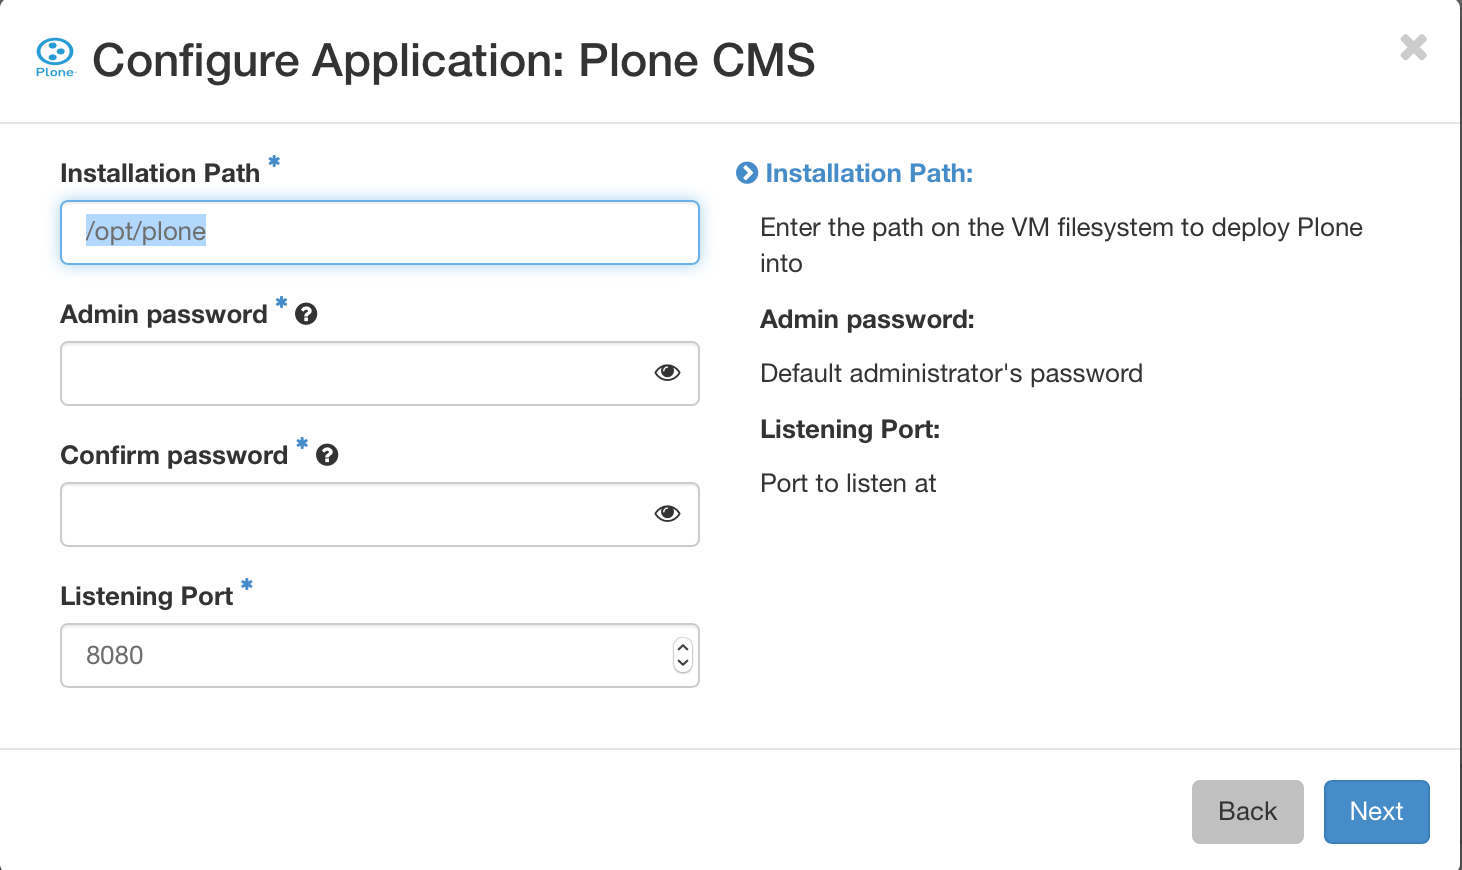 Plone
Configure Application: Plone CMS
Installation Path *
/opt/plone
Admin password *
Confirm password *
Listening Port *
8080
Installation Path:
Enter the path on the VM filesystem to deploy Plone
into
Admin password:
Default administrator's password
Listening Port:
Port to listen at
Back
Next